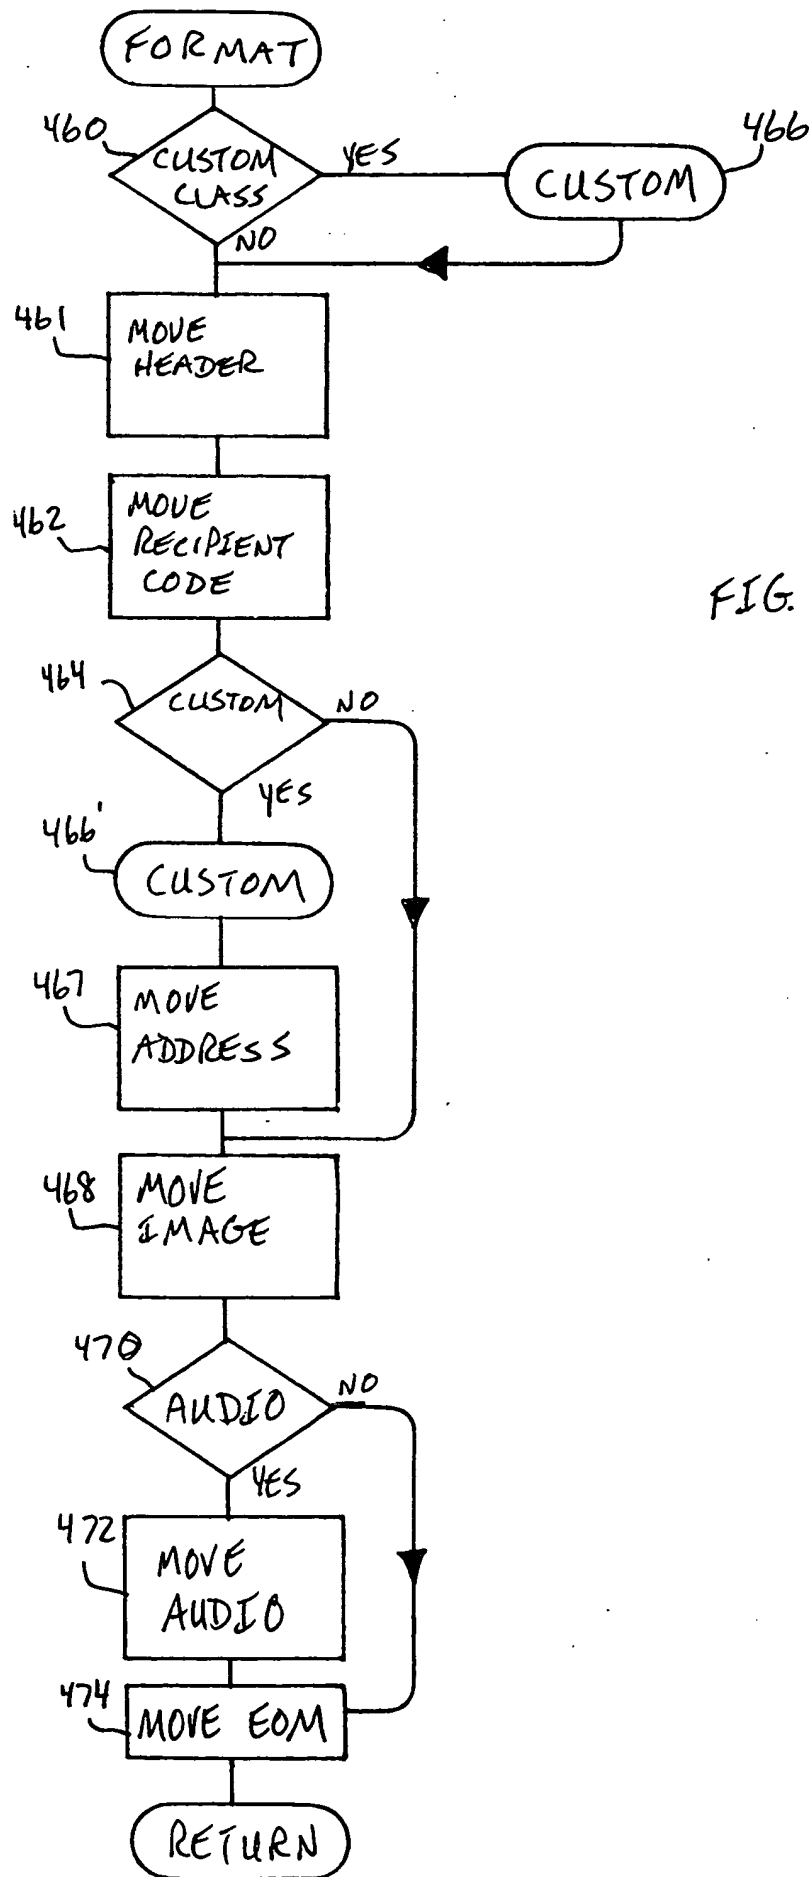 FORMAT
460
CUSTOM
CLASS
YES
466
CUSTOM
NO
461
MOVE
HEADER
462
MOVE
RECIPIENT
CODE
FIG.
464
CUSTOM
NO
YES
466'
CUSTOM
467
MOVE
ADDRESS
468
MOVE
IMAGE
470
AUDIO
NO
YES
472
MOVE
AUDIO
474
MOVE EOM
RETURN